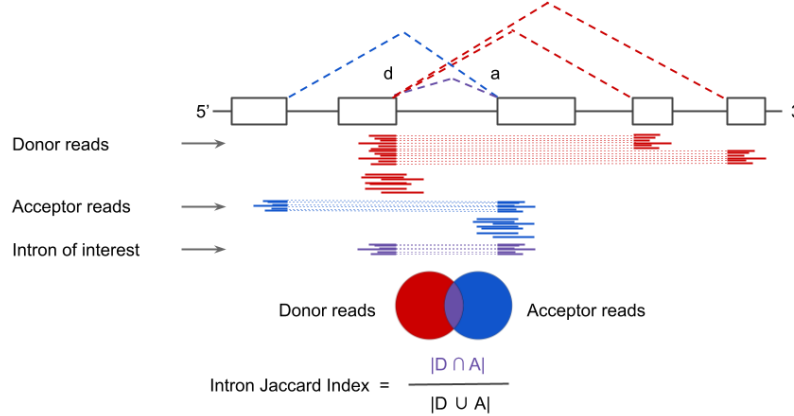 d a
5' 3
Donor reads
Acceptor reads
Intron of interest
Donor reads Acceptor reads
|D ∩ A|
Intron Jaccard Index =
|D ∪ A|